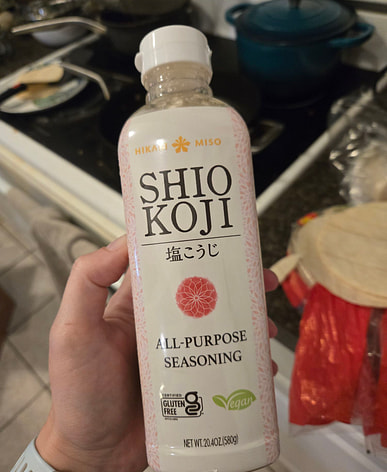 HIKARI MISO
SHIO
KOJI
塩こうじ
ALL-PURPOSE
SEASONING
CERTIFIED
GLUTEN
FREE
Vegan
NET WT. 20.4OZ (580g)